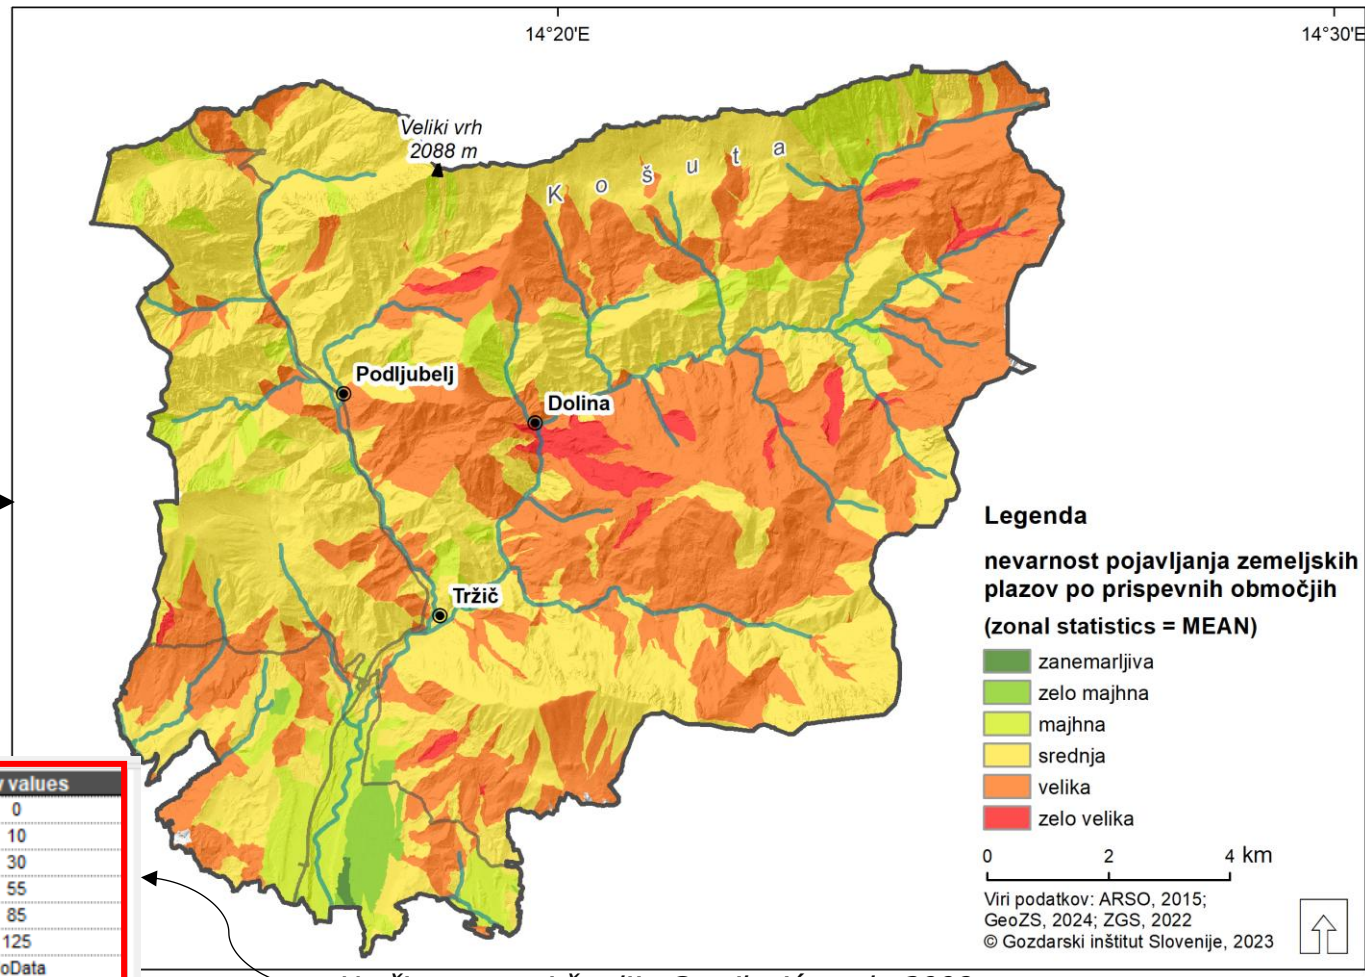 14°20'E
14°30'E
Veliki vrh
2088 m
Košuta
Podljubelj
Dolina
Tržič
Legenda
nevarnost pojavljanja zemeljskih
plazov po prispevnih območjih
(zonal statistics = MEAN)
zanemarljiva
zelo majhna
majhna
srednja
velika
zelo velika
0 2 4 km
Viri podatkov: ARSO, 2015;
GeoZS, 2024; ZGS, 2022
© Gozdarski inštitut Slovenije, 2023
values
0
10
30
55
85
125
oData